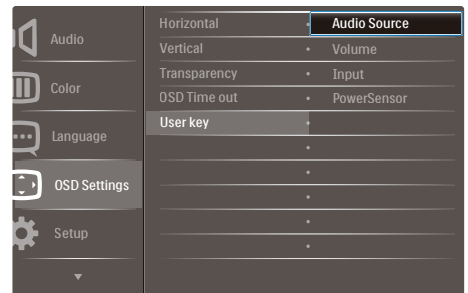 Audio
Color
Language
OSD Settings
Setup
Horizontal
Vertical
Transparency
OSD Time out
User key
Audio Source
Volume
Input
PowerSensor